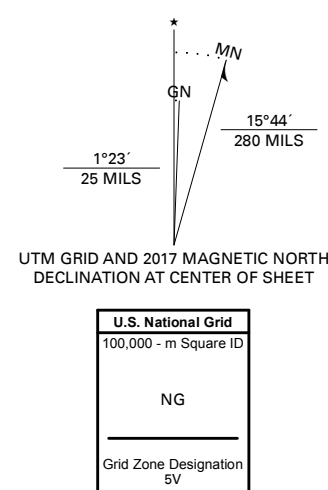 ★
MN
GN
15°44´
280 MILS
1°23´
25 MILS
UTM GRID AND 2017 MAGNETIC NORTH
DECLINATION AT CENTER OF SHEET
U.S. National Grid
100,000 - m Square ID
NG
Grid Zone Designation
5V